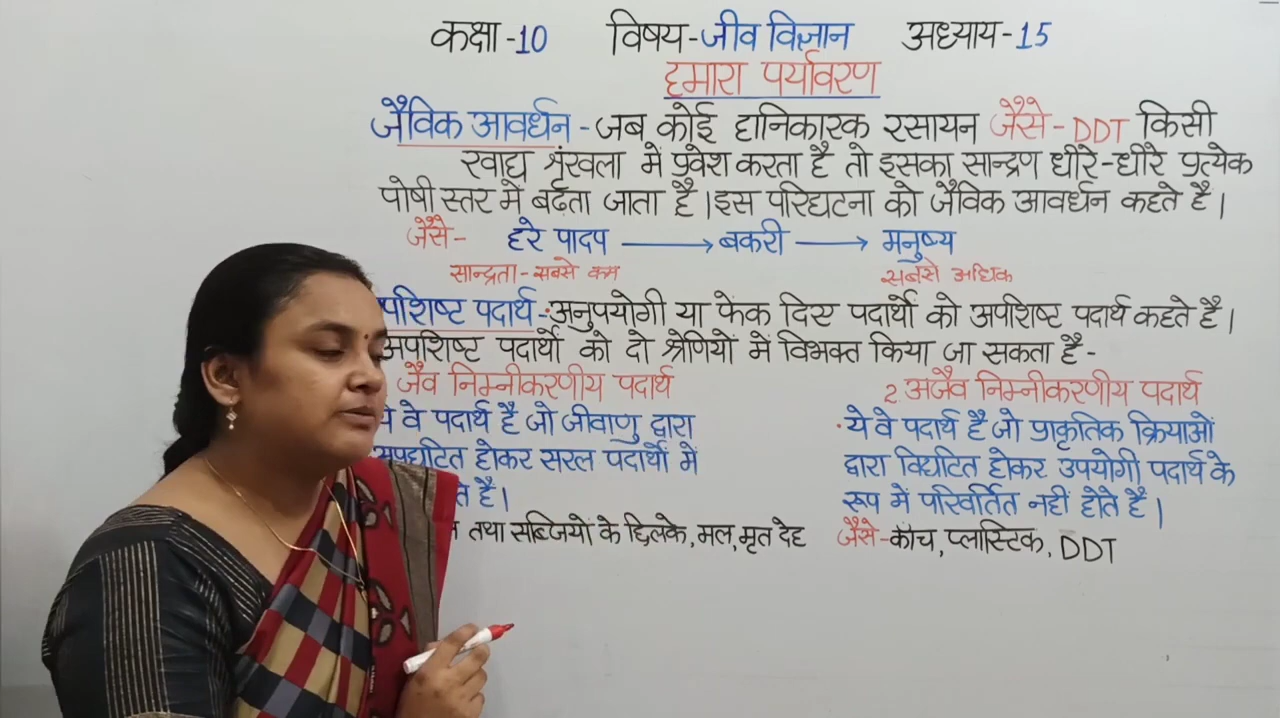 कक्षा-10 विषय-जीव विज्ञान अध्याय-15
हमारा पर्यावरण
जैविक आवर्धन - जब कोई हानिकारक रसायन जैसे- DDT किसी
खाद्य श्रृंखला में प्रवेश करता है तो इसका सान्द्रण धीरे-धीरे प्रत्येक
पोषी स्तर में बढ़ता जाता है। इस परिघटना को जैविक आवर्धन कहते है।
जैसे- हरे पादप → बकरी → मनुष्य
सान्द्रता-सबसे कम सबसे अधिक
पशिष्ट पदार्थ-अनुपयोगी या फेंक दिए पदार्थो को अपशिष्ट पदार्थ कहते है।
अपशिष्ट पदार्थो को दो श्रेणियों में विभक्त किया जा सकता है-
जैव निम्नीकरणीय पदार्थ 2. अजैव निम्नीकरणीय पदार्थ
ये वे पदार्थ है जो जीवाणु द्वारा
अपघटित होकर सरल पदार्थो में
ते है।
तथा सब्जियों के छिलके, मल, मृत देह
ये वे पदार्थ है जो प्राकृतिक क्रियाओं
द्वारा विघटित होकर उपयोगी पदार्थ के
रूप में परिवर्तित नही होते है।
जैसे-काँच, प्लास्टिक, DDT